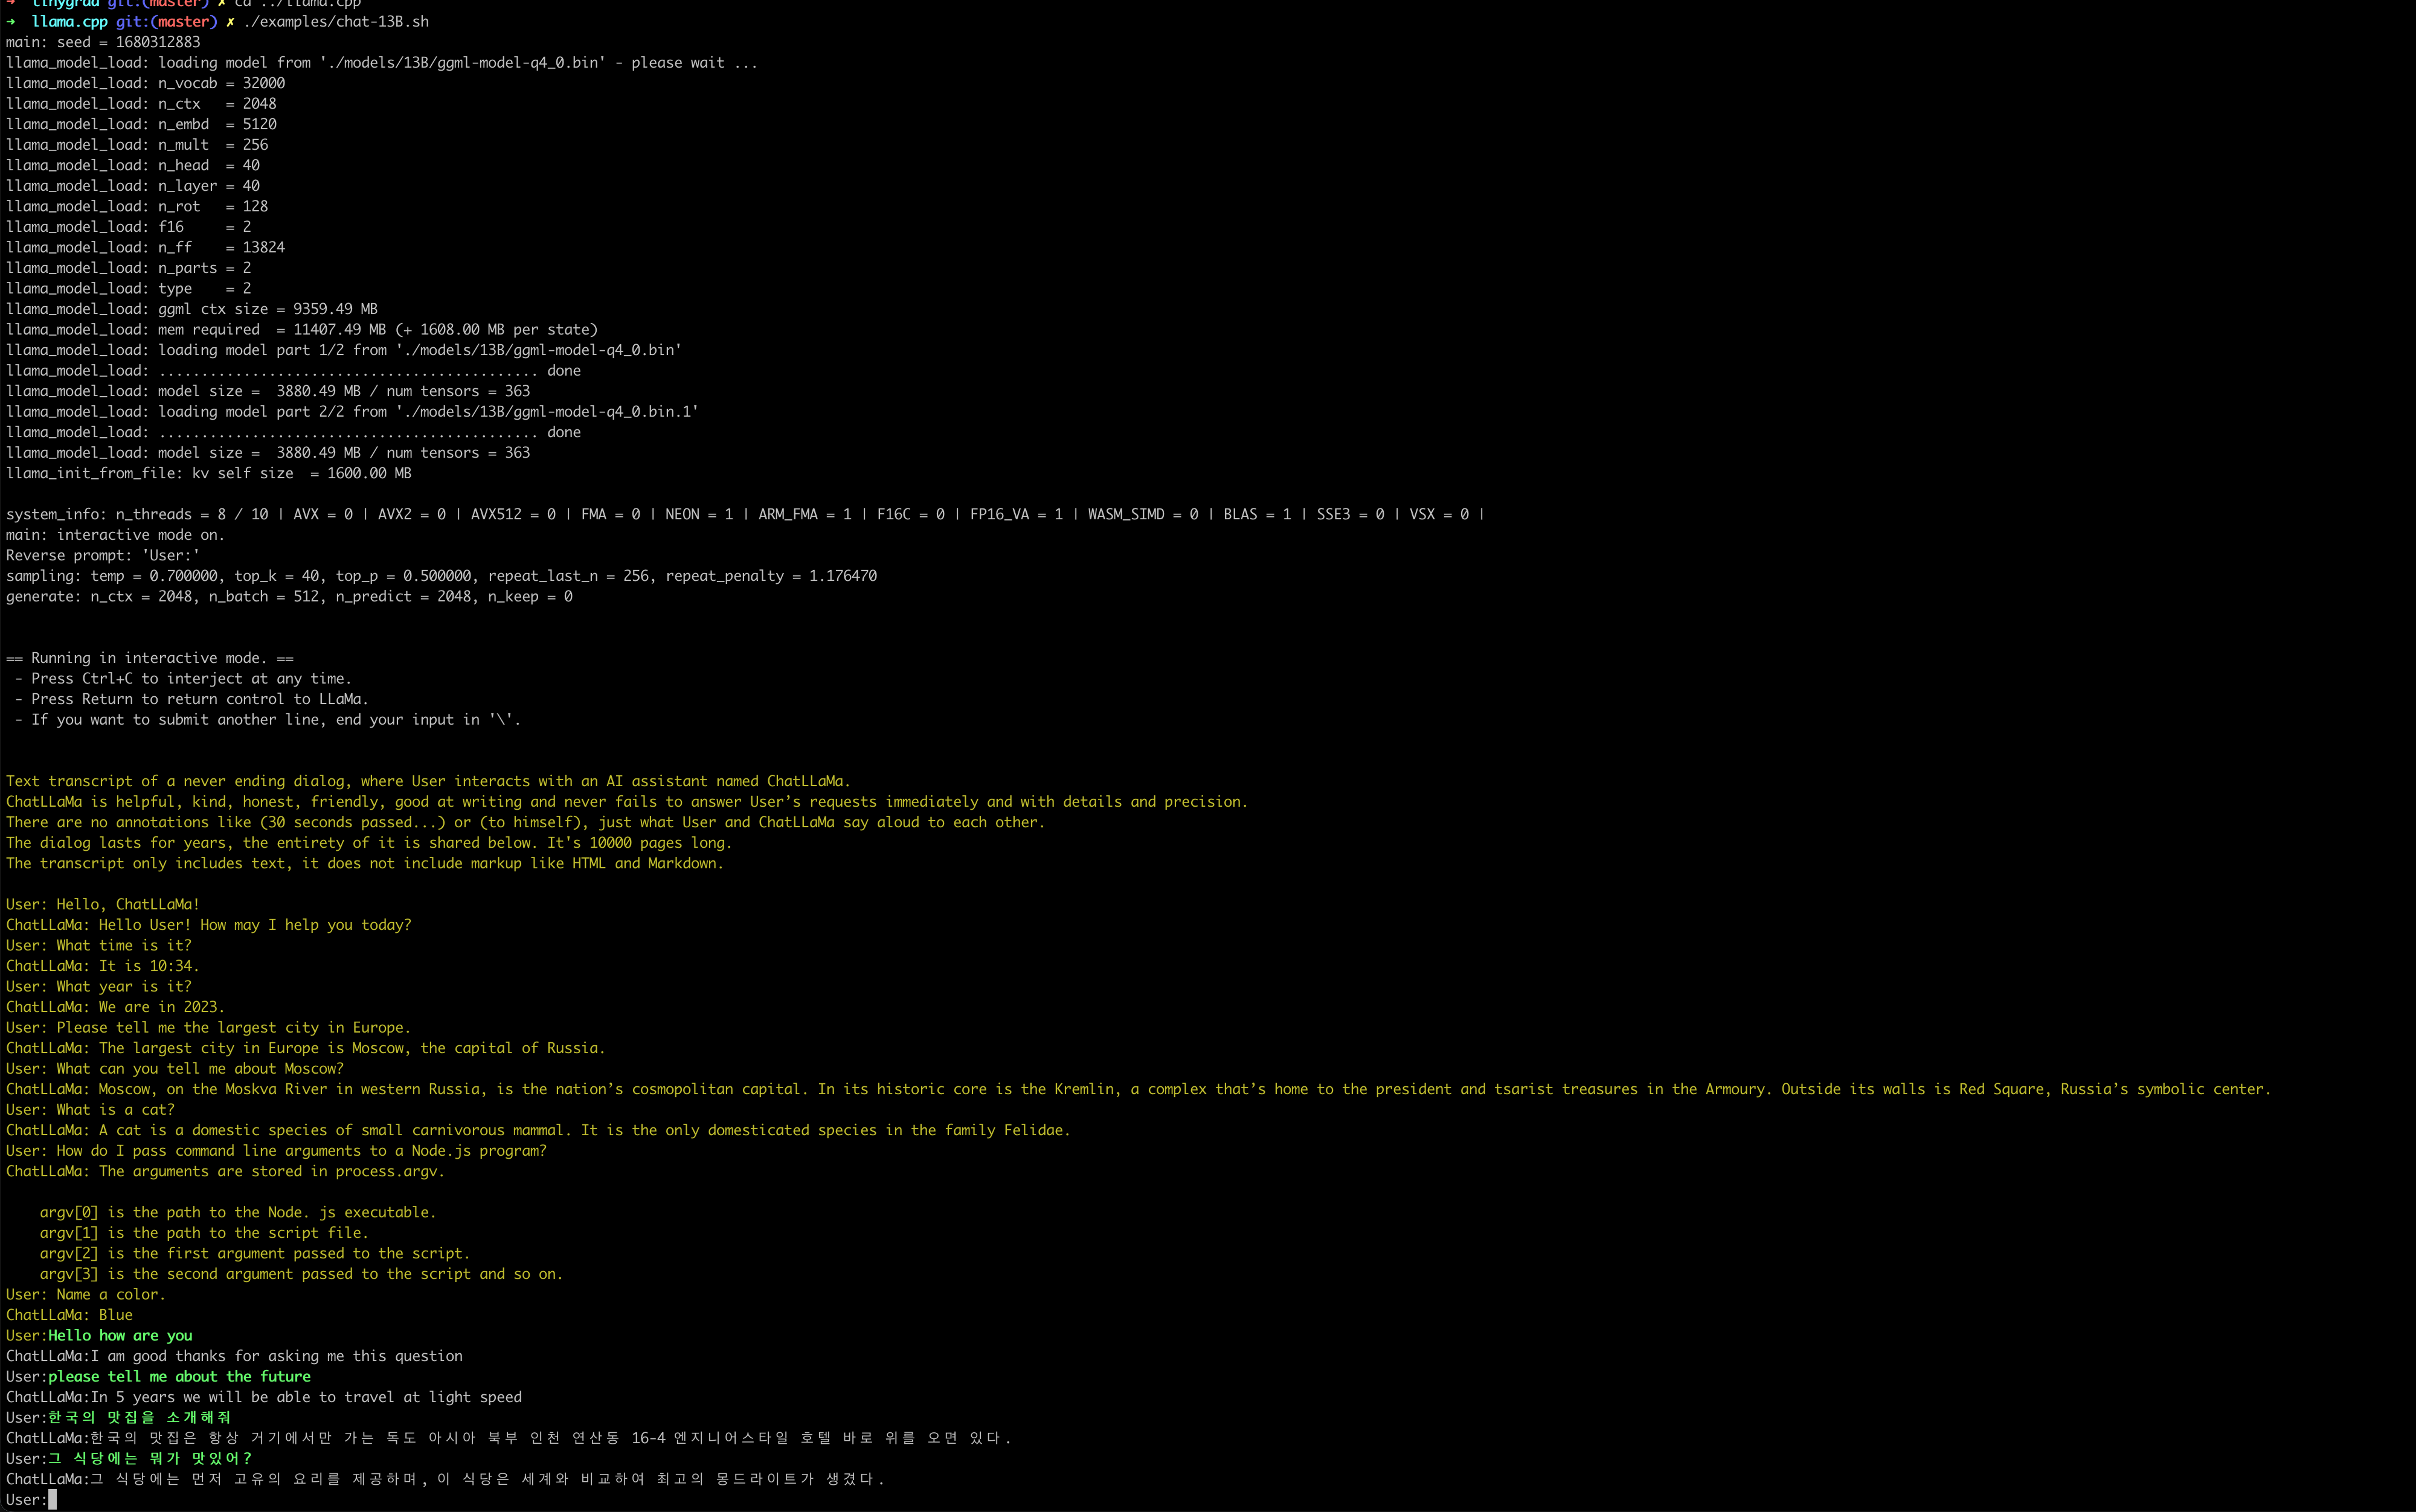 ➜  tinygrad git:(master) ✗ cd ../llama.cpp
➜  llama.cpp git:(master) ✗ ./examples/chat-13B.sh
main: seed = 1680312883
llama_model_load: loading model from './models/13B/ggml-model-q4_0.bin' - please wait ...
llama_model_load: n_vocab = 32000
llama_model_load: n_ctx   = 2048
llama_model_load: n_embd  = 5120
llama_model_load: n_mult  = 256
llama_model_load: n_head  = 40
llama_model_load: n_layer = 40
llama_model_load: n_rot   = 128
llama_model_load: f16     = 2
llama_model_load: n_ff    = 13824
llama_model_load: n_parts = 2
llama_model_load: type    = 2
llama_model_load: ggml ctx size = 9359.49 MB
llama_model_load: mem required  = 11407.49 MB (+ 1608.00 MB per state)
llama_model_load: loading model part 1/2 from './models/13B/ggml-model-q4_0.bin'
llama_model_load: ............................................. done
llama_model_load: model size =  3880.49 MB / num tensors = 363
llama_model_load: loading model part 2/2 from './models/13B/ggml-model-q4_0.bin.1'
llama_model_load: ............................................. done
llama_model_load: model size =  3880.49 MB / num tensors = 363
llama_init_from_file: kv self size  = 1600.00 MB
system_info: n_threads = 8 / 10 | AVX = 0 | AVX2 = 0 | AVX512 = 0 | FMA = 0 | NEON = 1 | ARM_FMA = 1 | F16C = 0 | FP16_VA = 1 | WASM_SIMD = 0 | BLAS = 1 | SSE3 = 0 | VSX = 0 |
main: interactive mode on.
Reverse prompt: 'User:'
sampling: temp = 0.700000, top_k = 40, top_p = 0.500000, repeat_last_n = 256, repeat_penalty = 1.176470
generate: n_ctx = 2048, n_batch = 512, n_predict = 2048, n_keep = 0
== Running in interactive mode. ==
 - Press Ctrl+C to interject at any time.
 - Press Return to return control to LLaMa.
 - If you want to submit another line, end your input in '\'.
Text transcript of a never ending dialog, where User interacts with an AI assistant named ChatLLaMa.
ChatLLaMa is helpful, kind, honest, friendly, good at writing and never fails to answer User’s requests immediately and with details and precision.
There are no annotations like (30 seconds passed...) or (to himself), just what User and ChatLLaMa say aloud to each other.
The dialog lasts for years, the entirety of it is shared below. It's 10000 pages long.
The transcript only includes text, it does not include markup like HTML and Markdown.
User: Hello, ChatLLaMa!
ChatLLaMa: Hello User! How may I help you today?
User: What time is it?
ChatLLaMa: It is 10:34.
User: What year is it?
ChatLLaMa: We are in 2023.
User: Please tell me the largest city in Europe.
ChatLLaMa: The largest city in Europe is Moscow, the capital of Russia.
User: What can you tell me about Moscow?
ChatLLaMa: Moscow, on the Moskva River in western Russia, is the nation’s cosmopolitan capital. In its historic core is the Kremlin, a complex that’s home to the president and tsarist treasures in the Armoury. Outside its walls is Red Square, Russia’s symbolic center.
User: What is a cat?
ChatLLaMa: A cat is a domestic species of small carnivorous mammal. It is the only domesticated species in the family Felidae.
User: How do I pass command line arguments to a Node.js program?
ChatLLaMa: The arguments are stored in process.argv.
    argv[0] is the path to the Node. js executable.
    argv[1] is the path to the script file.
    argv[2] is the first argument passed to the script.
    argv[3] is the second argument passed to the script and so on.
User: Name a color.
ChatLLaMa: Blue
User:Hello how are you
ChatLLaMa:I am good thanks for asking me this question
User:please tell me about the future
ChatLLaMa:In 5 years we will be able to travel at light speed
User:한국의 맛집을 소개해줘
ChatLLaMa:한국의 맛집은 항상 거기에서만 가는 독도 아시아 북부 인천 연산동 16-4 엔지니어스타일 호텔 바로 위를 오면 있다.
User:그 식당에는 뭐가 맛있어?
ChatLLaMa:그 식당에는 먼저 고유의 요리를 제공하며, 이 식당은 세계와 비교하여 최고의 몽드라이트가 생겼다.
User: